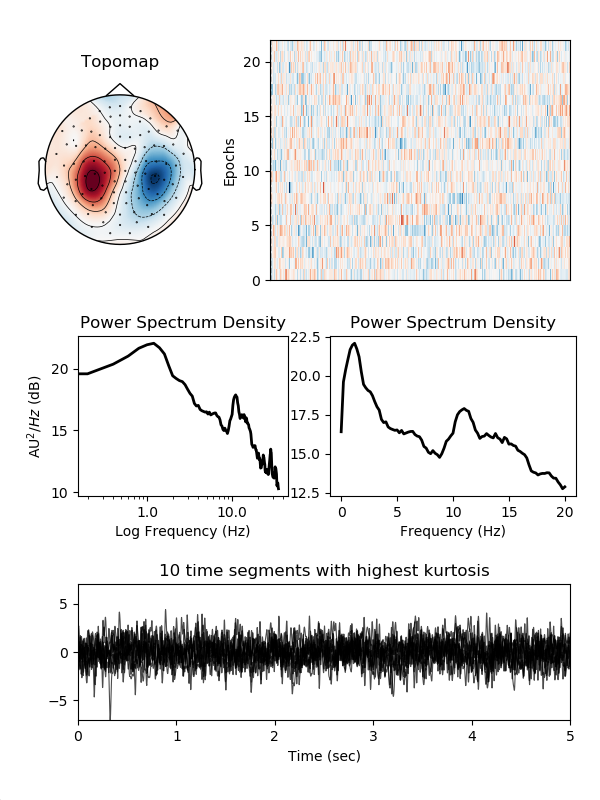 Topomap
Epochs
20
15
10
5
0
Power Spectrum Density
AU²/Hz (dB)
20
15
10
1.0 10.0
Log Frequency (Hz)
Power Spectrum Density
22.5
20.0
17.5
15.0
12.5
0 5 10 15 20
Frequency (Hz)
10 time segments with highest kurtosis
5
0
−5
0 1 2 3 4 5
Time (sec)